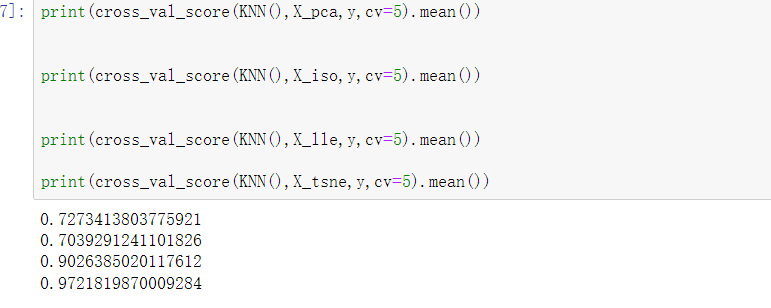 7]:
print(cross_val_score(KNN(),X_pca,y,cv=5).mean())
print(cross_val_score(KNN(),X_iso,y,cv=5).mean())
print(cross_val_score(KNN(),X_lle,y,cv=5).mean())
print(cross_val_score(KNN(),X_tsne,y,cv=5).mean())
0.7273413803775921
0.7039291241101826
0.9026385020117612
0.9721819870009284